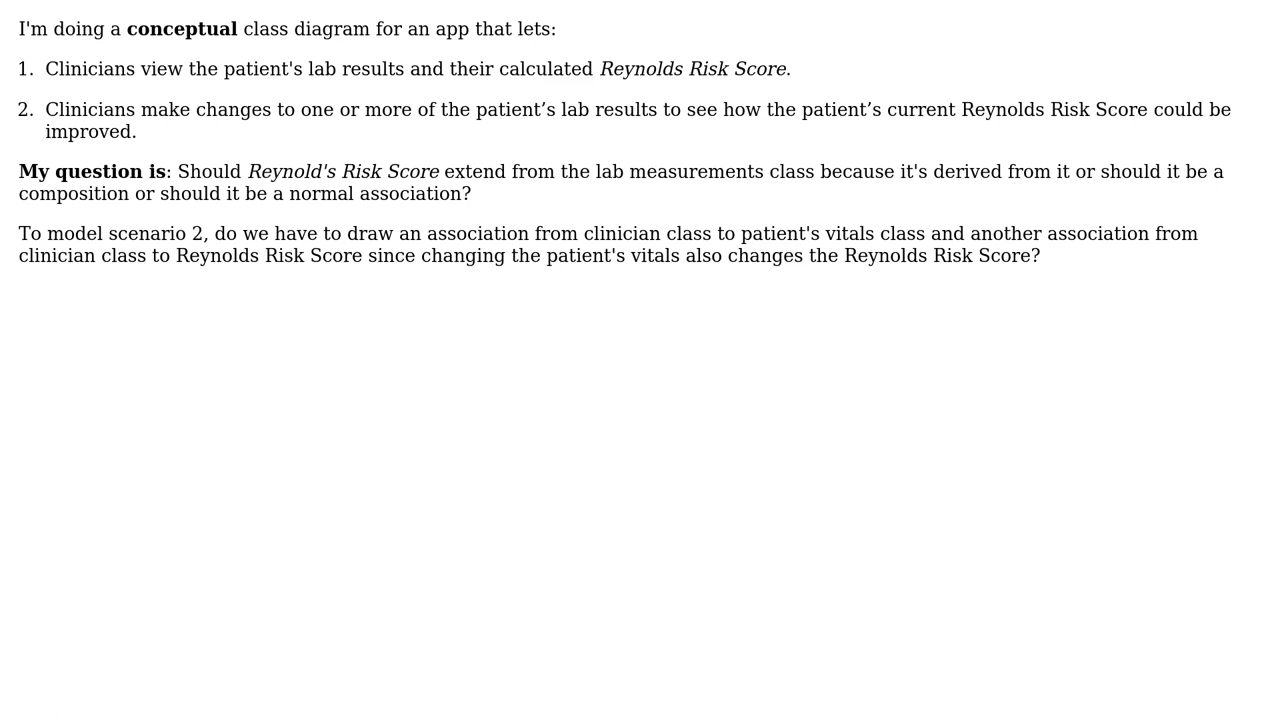 I'm doing a conceptual class diagram for an app that lets:
1. Clinicians view the patient's lab results and their calculated Reynolds Risk Score.
2. Clinicians make changes to one or more of the patient’s lab results to see how the patient’s current Reynolds Risk Score could be
improved.
My question is: Should Reynold's Risk Score extend from the lab measurements class because it's derived from it or should it be a
composition or should it be a normal association?
To model scenario 2, do we have to draw an association from clinician class to patient's vitals class and another association from
clinician class to Reynolds Risk Score since changing the patient's vitals also changes the Reynolds Risk Score?